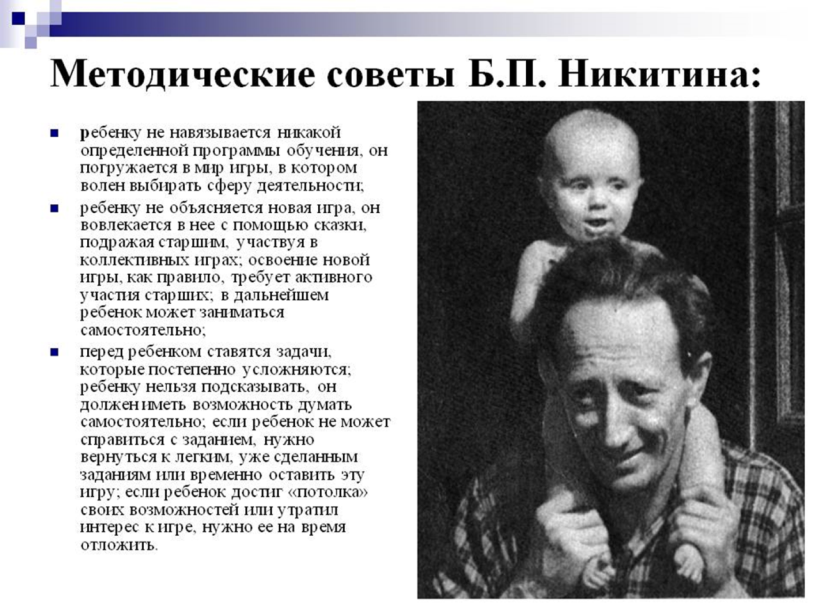 Методические советы Б.П. Никитина:
ребенку не навязывается никакой
определенной программы обучения, он
погружается в мир игры, в котором
волен выбирать сферу деятельности;
ребенку не объясняется новая игра, он
вовлекается в нее с помощью сказки,
подражая старшим, участвуя в
коллективных играх; освоение новой
игры, как правило, требует активного
участия старших; в дальнейшем
ребенок может заниматься
самостоятельно;
перед ребенком ставятся задачи,
которые постепенно усложняются;
ребенку нельзя подсказывать, он
должен иметь возможность думать
самостоятельно; если ребенок не может
справиться с заданием, нужно
вернуться к легким, уже сделанным
заданиям или временно оставить эту
игру; если ребенок достиг «потолка»
своих возможностей или утратил
интерес к игре, нужно ее на время
отложить.